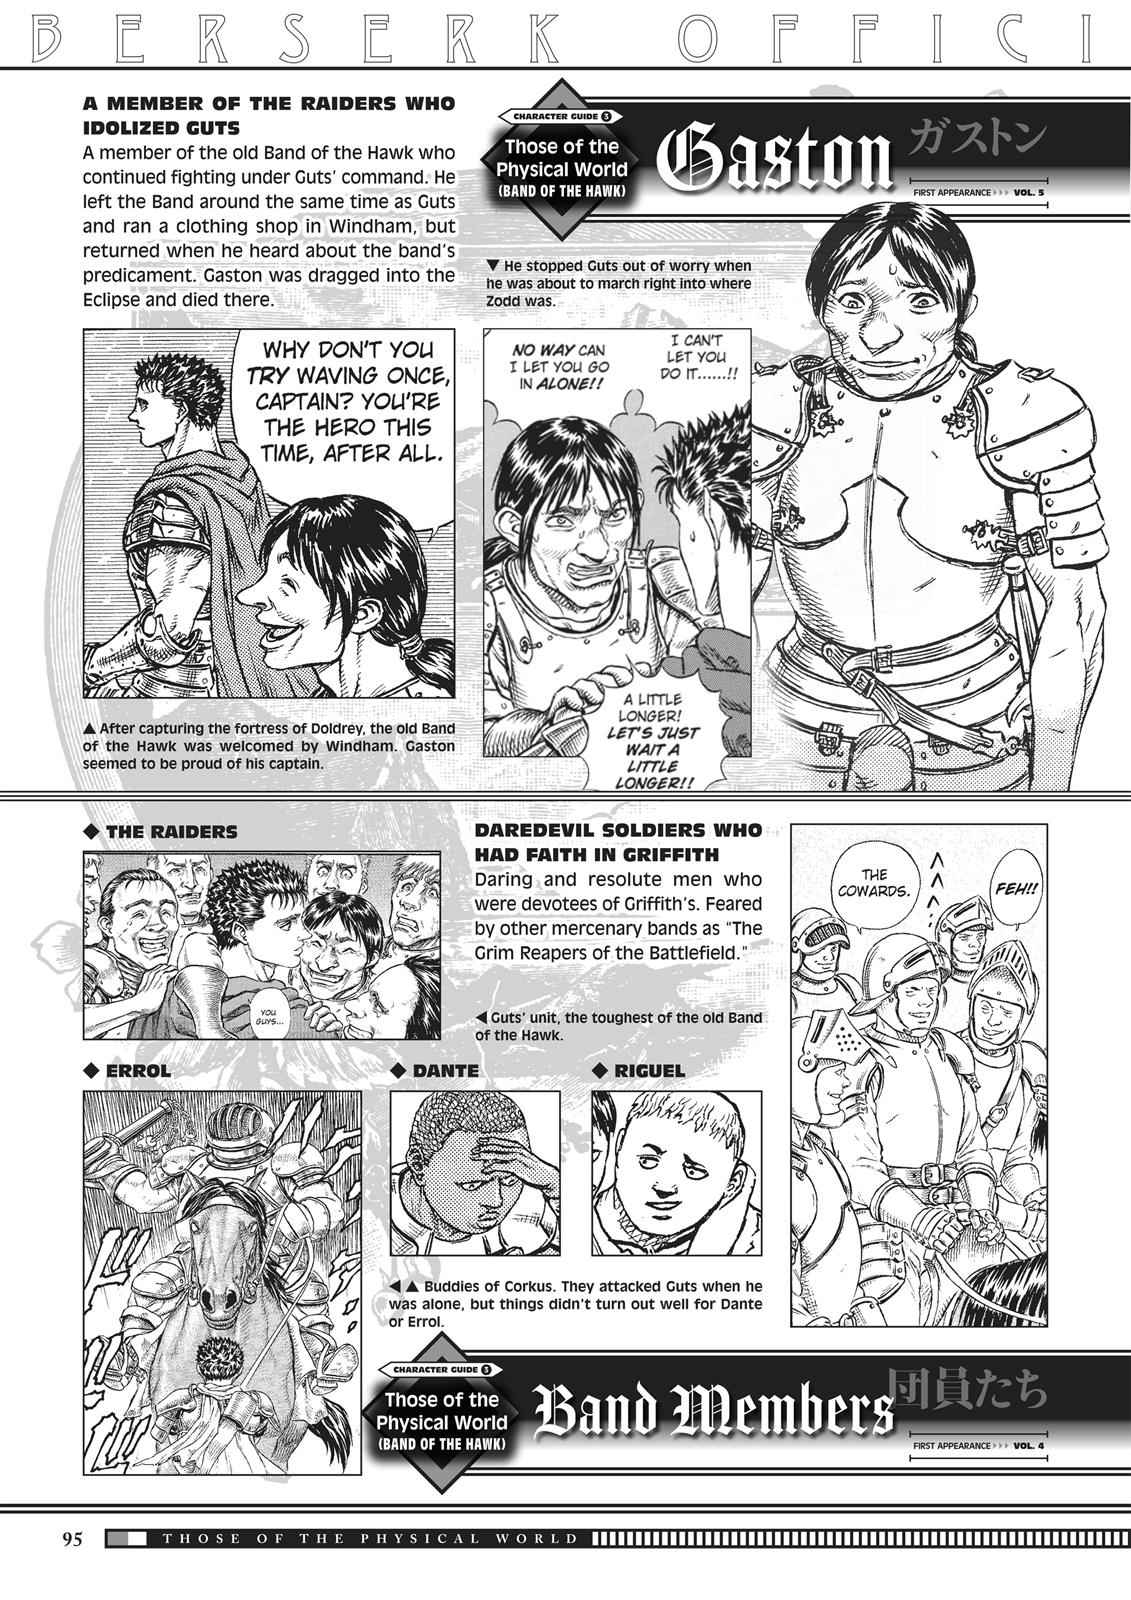 BERSERK OFFICI
A MEMBER OF THE RAIDERS WHO
IDOLIZED GUTS
A member of the old Band of the Hawk who
continued fighting under Guts' command. He
left the Band around the same time as Guts
and ran a clothing shop in Windham, but
returned when he heard about the band's
predicament. Gaston was dragged into the
Eclipse and died there.
CHARACTER GUIDE 3
Those of the
Physical World
(BAND OF THE HAWK)
Gaston
ガストン
FIRST APPEARANCE ▷▷▷ VOL. 5
▼ He stopped Guts out of worry when
he was about to march right into where
Zodd was.
WHY DON'T YOU
TRY WAVING ONCE,
CAPTAIN? YOU'RE
THE HERO THIS
TIME, AFTER ALL.
NO WAY CAN
I LET YOU GO
IN ALONE!!
I CAN'T
LET YOU
DO IT......!!
A LITTLE
LONGER!
LET'S JUST
WAIT A
LITTLE
LONGER!!
▲ After capturing the fortress of Doldrey, the old Band
of the Hawk was welcomed by Windham. Gaston
seemed to be proud of his captain.
◆ THE RAIDERS
YOU
GUYS...
DAREDEVIL SOLDIERS WHO
HAD FAITH IN GRIFFITH
Daring and resolute men who
were devotees of Griffith's. Feared
by other mercenary bands as "The
Grim Reapers of the Battlefield."
◀ Guts' unit, the toughest of the old Band
of the Hawk.
THE
COWARDS.
FEH!!
◆ ERROL
◆ DANTE
◆ RIGUEL
◀ ▲ Buddies of Corkus. They attacked Guts when he
was alone, but things didn't turn out well for Dante
or Errol.
CHARACTER GUIDE 3
Those of the
Physical World
(BAND OF THE HAWK)
Band Members
団員たち
FIRST APPEARANCE ▷▷▷ VOL. 4
95
THOSE OF THE PHYSICAL WORLD